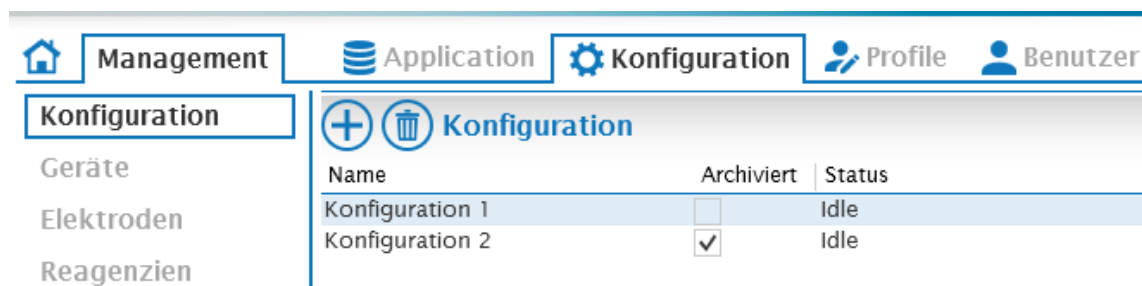 Management Application Konfiguration Profile Benutzer
Konfiguration
Geräte
Elektroden
Reagenzien
Konfiguration
Name Archiviert Status
Konfiguration 1 Idle
Konfiguration 2 Idle